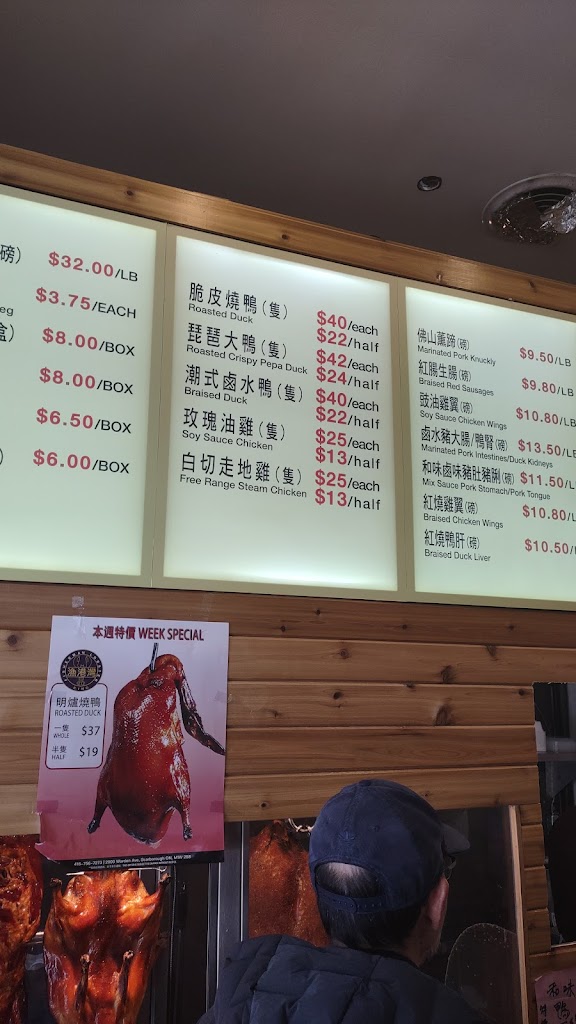 磅) $32.00/LB
$3.75/EACH
eg
盒) $8.00/BOX
$8.00/BOX
$6.50/BOX
) $6.00/BOX
脆皮燒鴨(隻) $40/each
Roasted Duck $22/half
琵琶大鴨(隻) $42/each
Roasted Crispy Pepa Duck $24/half
潮式鹵水鴨(隻) $40/each
Braised Duck $22/half
玫瑰油雞(隻) $25/each
Soy Sauce Chicken $13/half
白切走地雞(隻) $25/each
Free Range Steam Chicken $13/half
佛山薰蹄(磅) $9.50/LB
Marinated Pork Knuckly
紅腸生腸(磅) $9.80/LB
Braised Red Sausages
豉油雞翼(磅) $10.80/LB
Soy Sauce Chicken Wings
鹵水豬大腸/鴨腎(磅) $13.50/LB
Marinated Pork Intestines/Duck Kidneys
和味鹵味豬肚豬脷(磅) $11.50/LB
Mix Sauce Pork Stomach/Pork Tongue
紅燒雞翼(磅) $10.80/LB
Braised Chicken Wings
紅燒鴨肝(磅) $10.50/LB
Braised Duck Liver
本週特價 WEEK SPECIAL
漁港灣
明爐燒鴨
ROASTED DUCK
一隻 $37
WHOLE
半隻 $19
HALF
和味